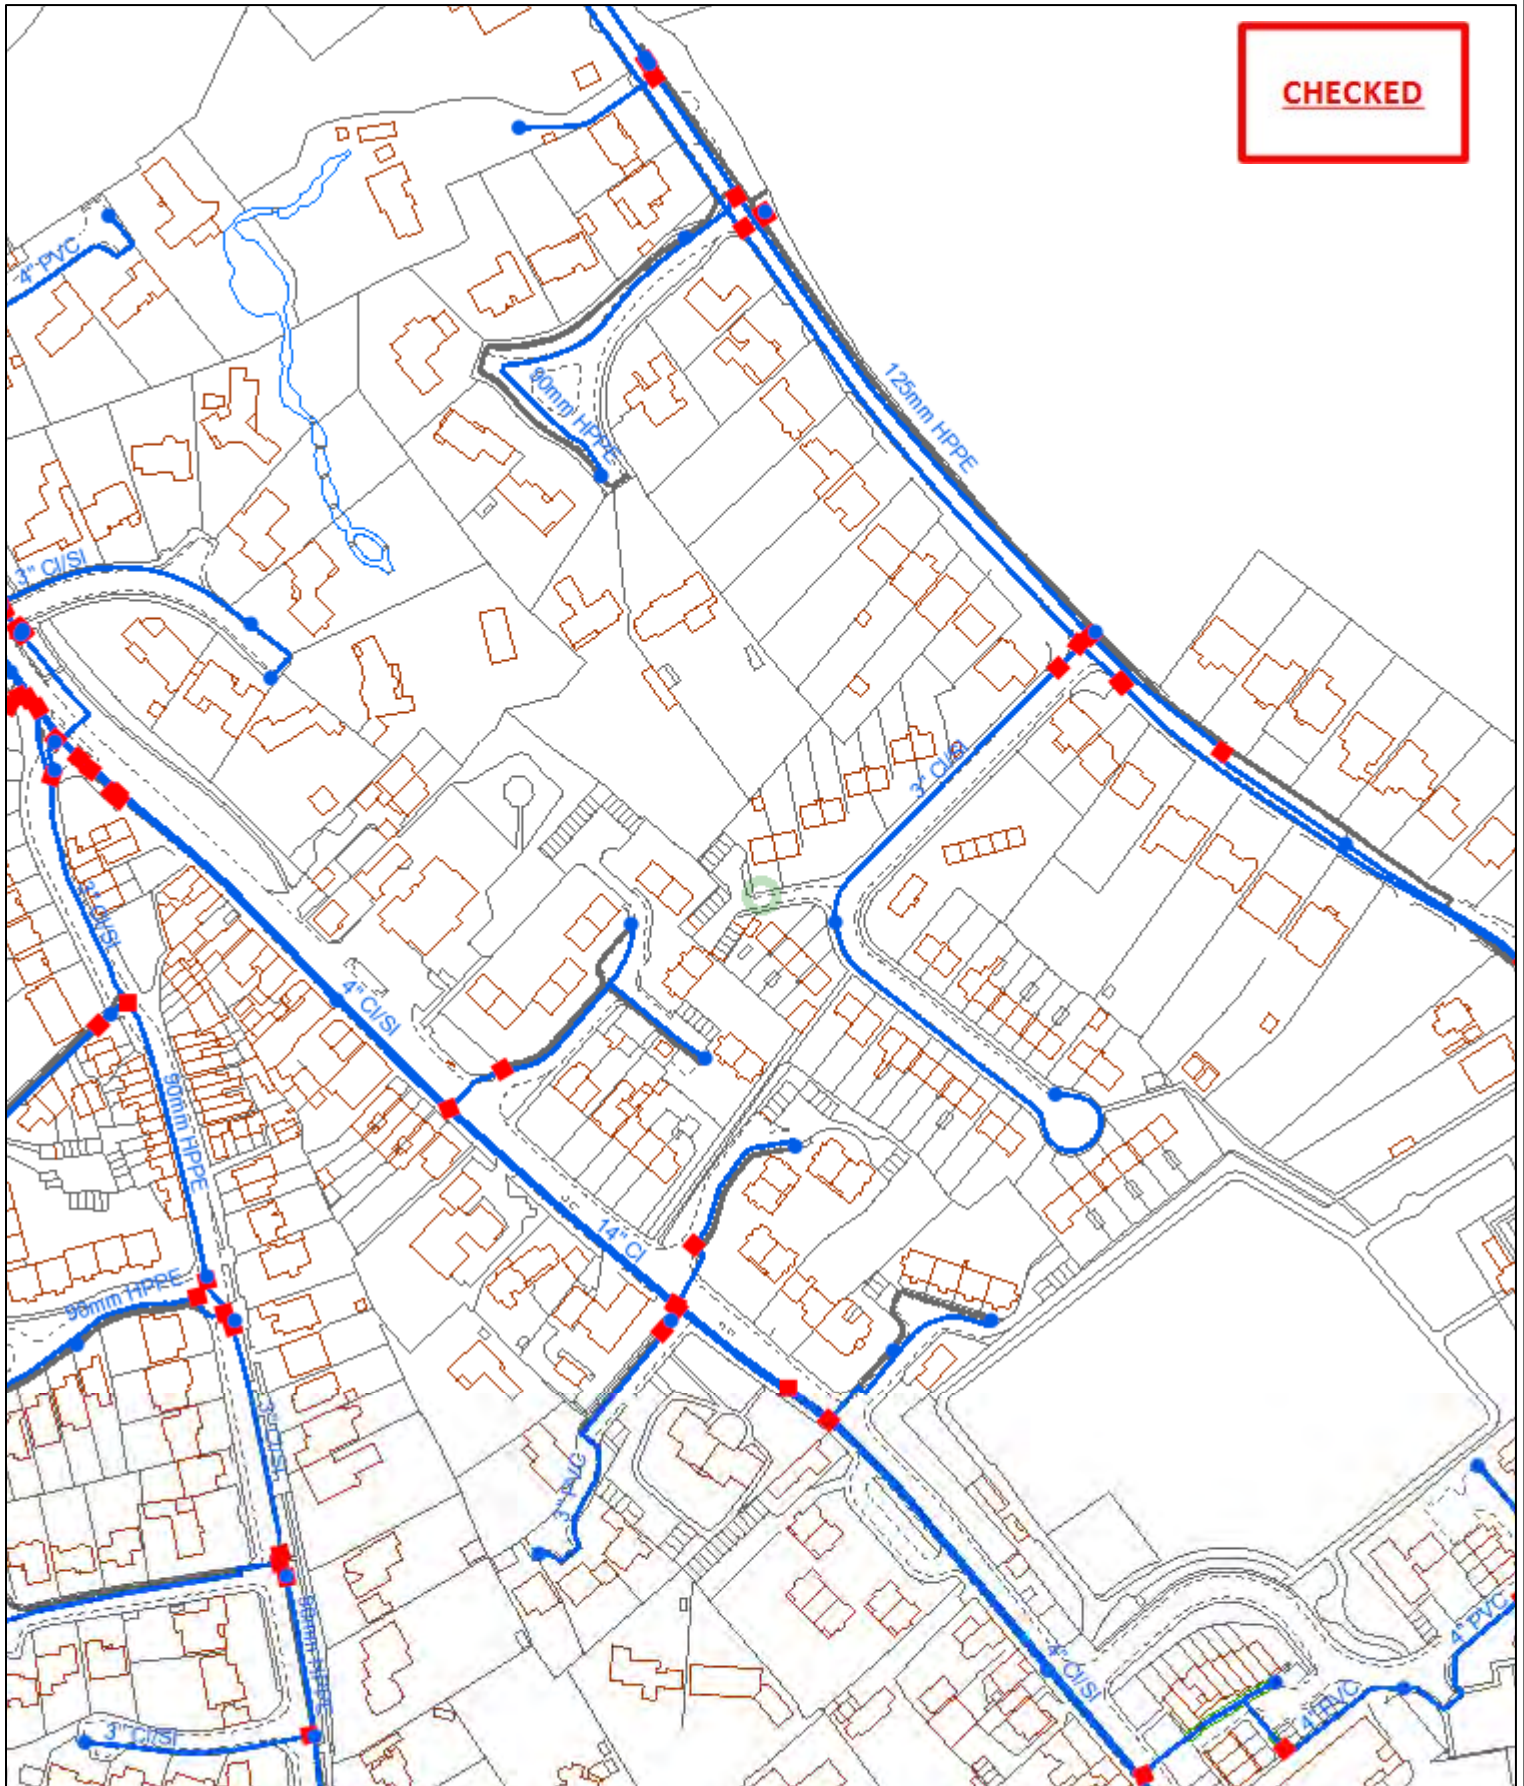 CHECKED
4" PVC
125mm HPPE
90mm HPPE
3" CI/SI
3" CI/SI
3" CI/SI
4" CI/SI
90mm HPPE
14" CI
90mm HPPE
3" CI/SI
3" PVC
90mm HPPE
4" PVC
4" CI/SI
4" PVC
3" CI/SI